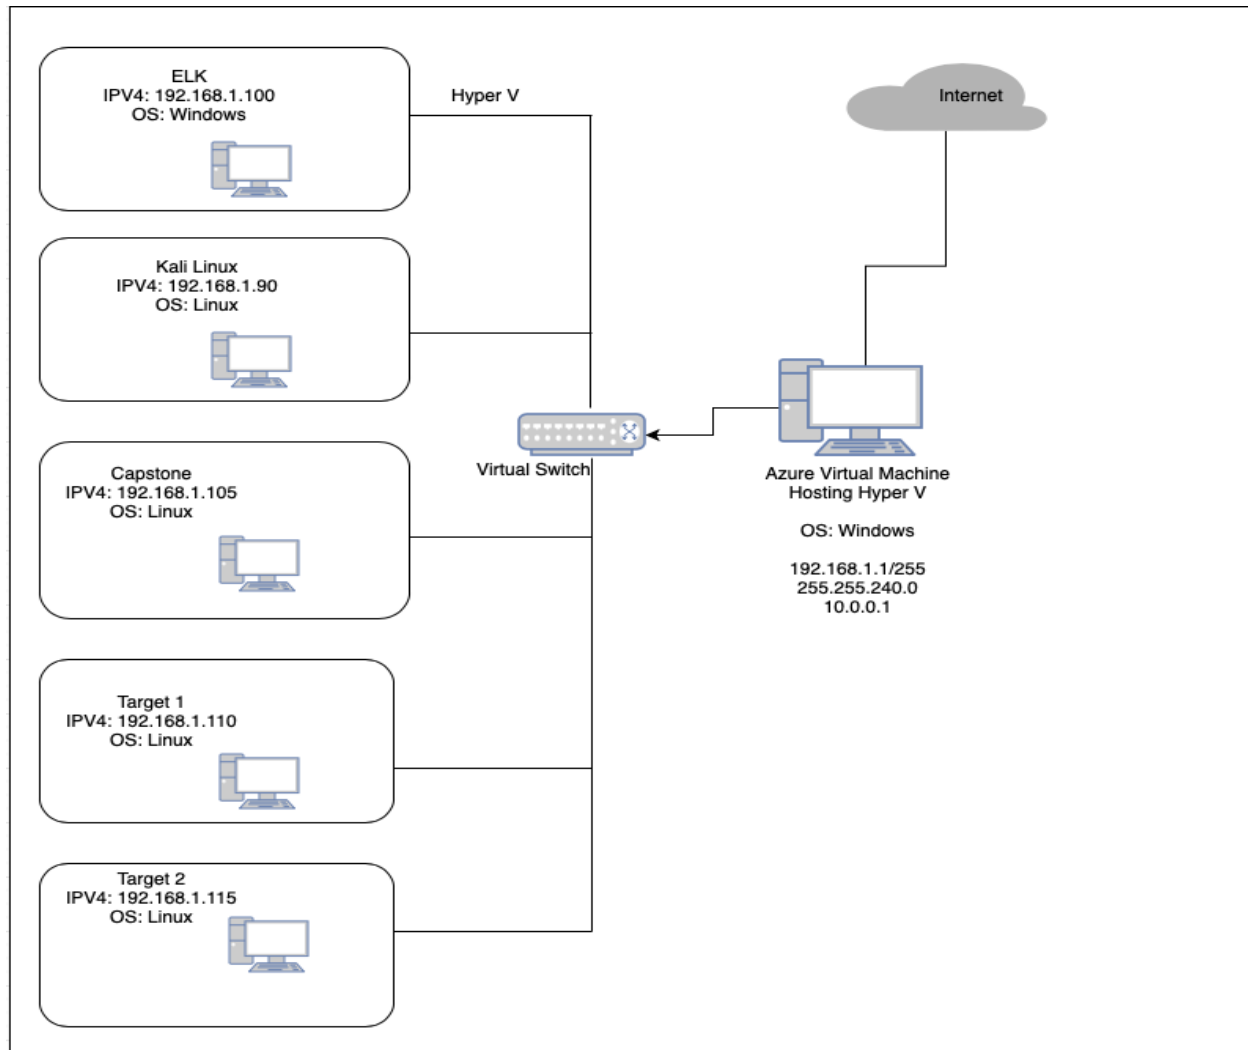 ELK
IPV4: 192.168.1.100
OS: Windows
Hyper V
Internet
Kali Linux
IPV4: 192.168.1.90
OS: Linux
Capstone
IPV4: 192.168.1.105
OS: Linux
Virtual Switch
Azure Virtual Machine
Hosting Hyper V
OS: Windows
192.168.1.1/255
255.255.240.0
10.0.0.1
Target 1
IPV4: 192.168.1.110
OS: Linux
Target 2
IPV4: 192.168.1.115
OS: Linux